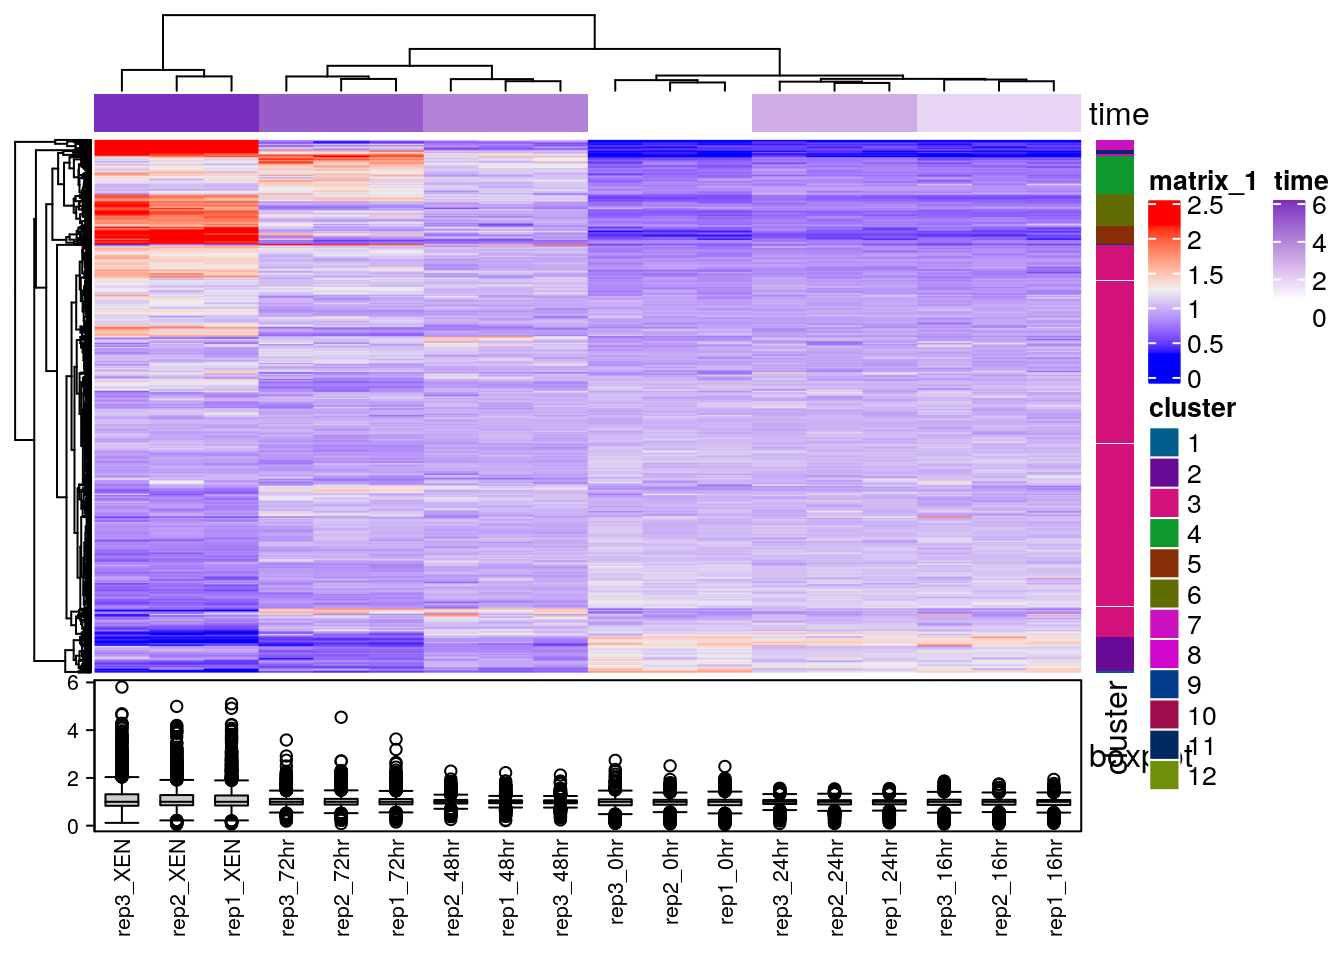 time
matrix_1
2.5
2
1.5
1
0.5
0
time
6
4
2
0
cluster
1
2
3
4
5
6
7
8
9
10
11
12
cluster
boxplot
6
4
2
0
rep3_XEN
rep2_XEN
rep1_XEN
rep3_72hr
rep2_72hr
rep1_72hr
rep2_48hr
rep1_48hr
rep3_48hr
rep3_0hr
rep2_0hr
rep1_0hr
rep3_24hr
rep2_24hr
rep1_24hr
rep3_16hr
rep2_16hr
rep1_16hr